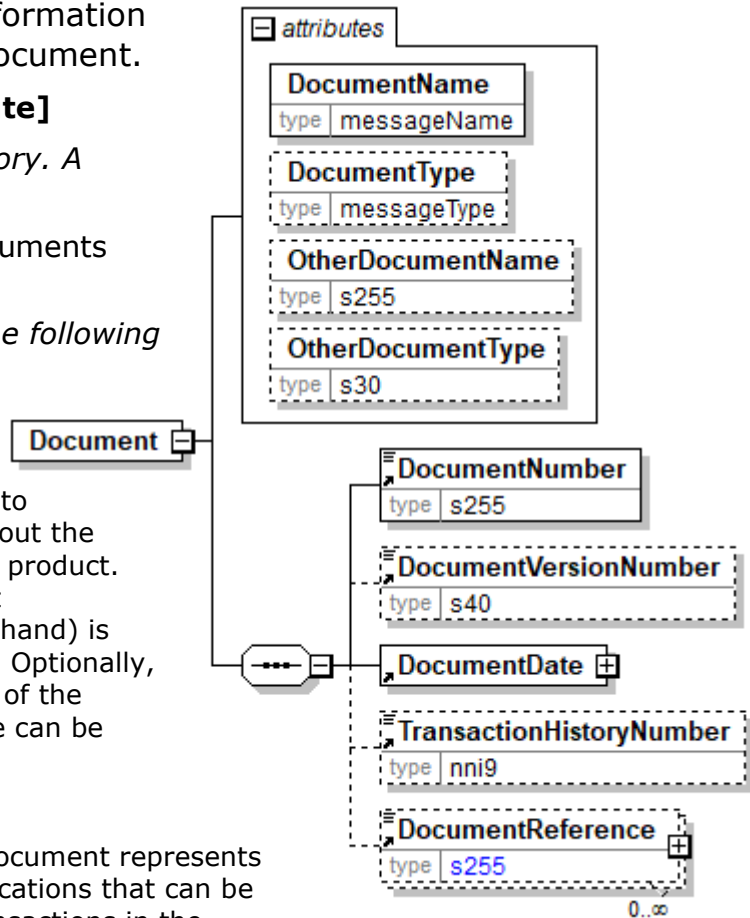 formation
ocument.
te]
ory. A
uments
e following
to
out the
product.
hand) is
Optionally,
of the
e can be
ocument represents
cations that can be
attributes
DocumentName
type messageName
DocumentType
type messageType
OtherDocumentName
type s255
OtherDocumentType
type s30
Document
DocumentNumber
type s255
DocumentVersionNumber
type s40
DocumentDate
TransactionHistoryNumber
type nni9
DocumentReference
type s255
0..∞